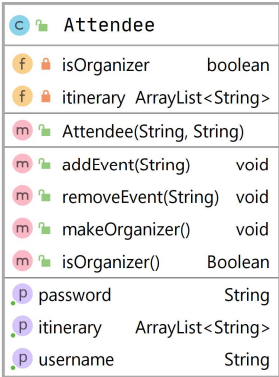 C Attendee
f isOrganizer boolean
f itinerary ArrayList<String>
m Attendee(String, String)
m addEvent(String) void
m removeEvent(String) void
m makeOrganizer() void
m isOrganizer() Boolean
p password String
p itinerary ArrayList<String>
p username String